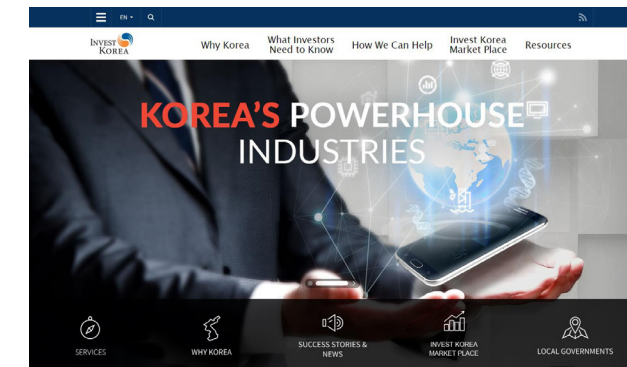 EN
INVEST
KOREA
Why Korea
What Investors
Need to Know
How We Can Help
Invest Korea
Market Place
Resources
KOREA'S POWERHOUSE
INDUSTRIES
SERVICES
WHY KOREA
SUCCESS STORIES &
NEWS
INVEST KOREA
MARKET PLACE
LOCAL GOVERNMENTS